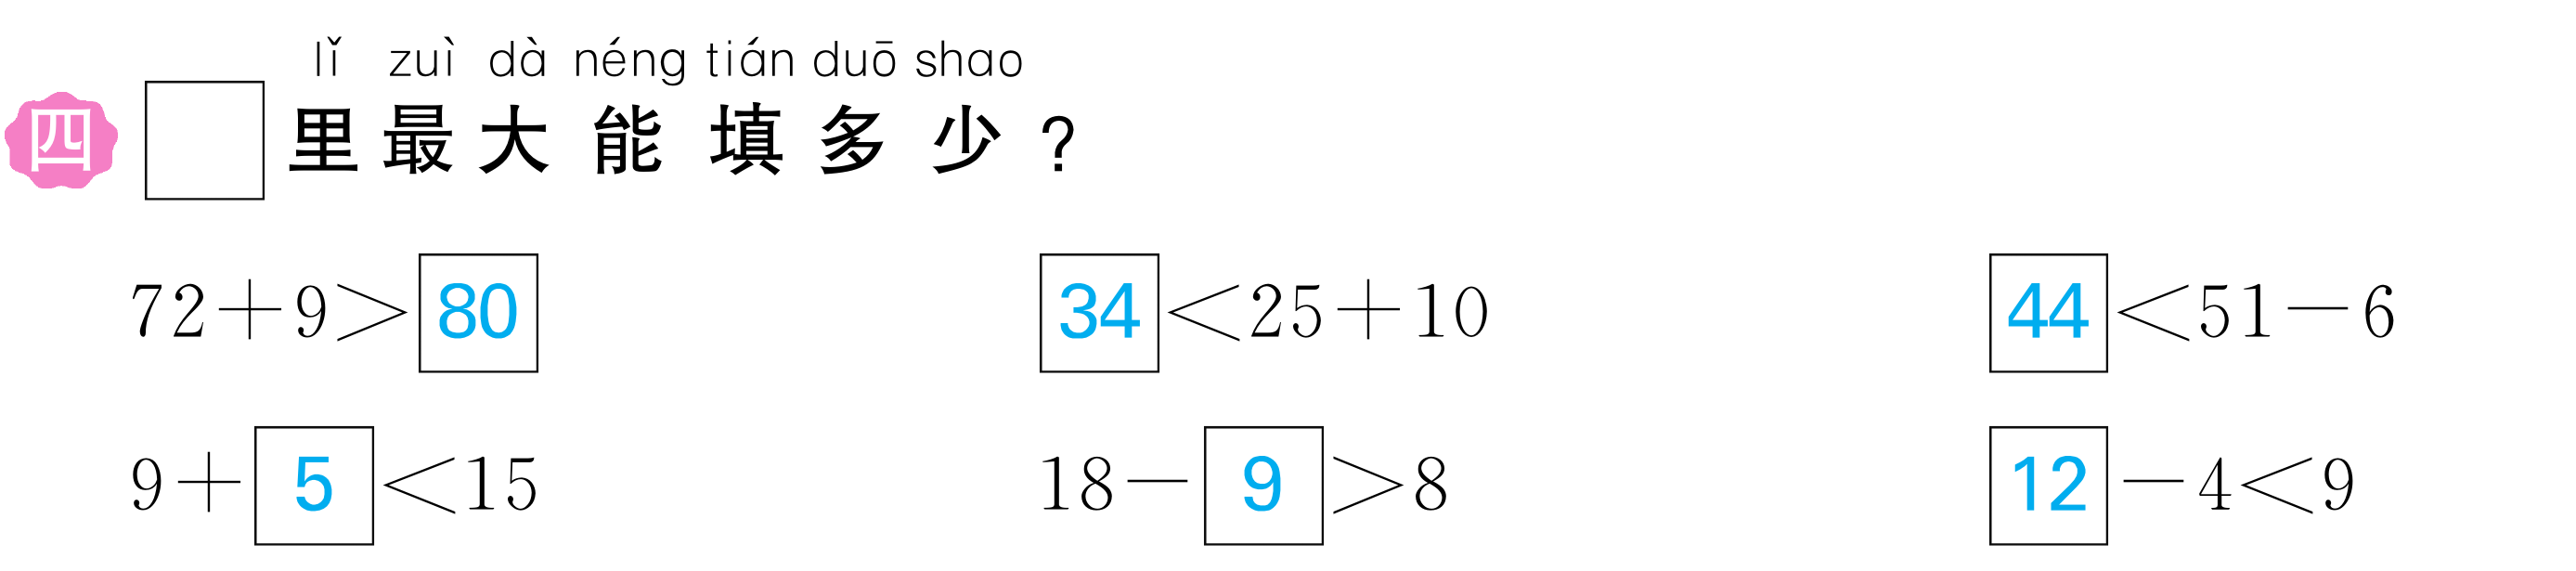 lǐ zuì dà néng tián duō shao
四 □里最大能填多少?
72+9>80 34<25+10 44<51-6
9+5<15 18-9>8 12-4<9